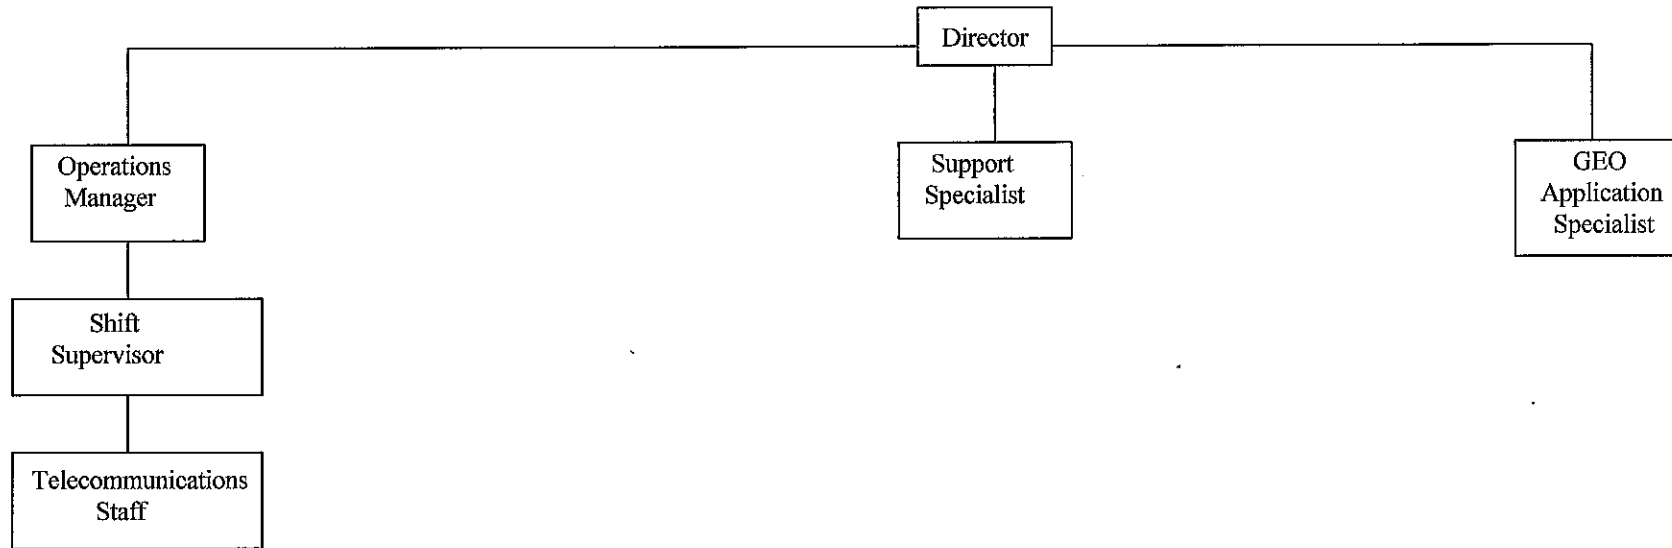 Director
Operations
Manager
Support
Specialist
GEO
Application
Specialist
Shift
Supervisor
Telecommunications
Staff